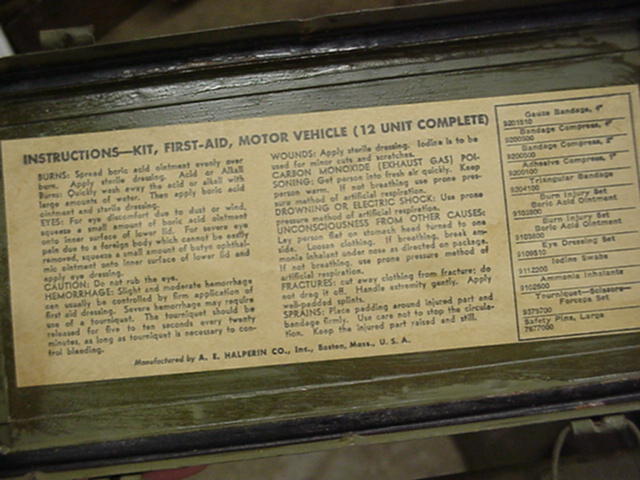 INSTRUCTIONS—KIT, FIRST-AID, MOTOR VEHICLE (12 UNIT COMPLETE)
BURNS: Spread boric acid ointment evenly over
burn. Apply sterile dressing. Acid or Alkali
Burns: Quickly wash away the acid or alkali with
large amounts of water. Then apply boric acid
ointment and sterile dressing.
EYES: For eye discomfort due to dust or wind,
squeeze a small amount of boric acid ointment
onto inner surface of lower lid. For severe eye
pain due to a foreign body which cannot be easily
removed, squeeze a small amount of butyn ophthal-
mic ointment onto inner surface of lower lid and
apply eye dressing.
CAUTION: Do not rub the eye.
HEMORRHAGE: Slight and moderate hemorrhage
can usually be controlled by firm application of
first aid dressing. Severe hemorrhage may require
use of a tourniquet. The tourniquet should be
released for five to ten seconds every twenty
minutes, as long as tourniquet is necessary to con-
trol bleeding.
WOUNDS: Apply sterile dressing. Iodine is to be
used for minor cuts and scratches.
CARBON MONOXIDE (EXHAUST GAS) POI-
SONING: Get person into fresh air quickly. Keep
person warm. If not breathing use prone pres-
sure method of artificial respiration.
DROWNING OR ELECTRIC SHOCK: Use prone
pressure method of artificial respiration.
UNCONSCIOUSNESS FROM OTHER CAUSES:
Lay person flat on stomach head turned to one
side. Loosen clothing. If breathing, break am-
monia inhalant under nose as directed on package.
If not breathing, use prone pressure method of
artificial respiration.
FRACTURES: cut away clothing from fracture; do
not drag it off. Handle extremely gently. Apply
well-padded splints.
SPRAINS: Place padding around injured part and
bandage firmly. Use care not to stop the circula-
tion. Keep the injured part raised and still.
Manufactured by A. E. HALPERIN CO., Inc., Boston, Mass., U. S. A.
Gauze Bandage, 4"
9201510
Bandage Compress, 4"
9200500
Bandage Compress, 2"
9200500
Adhesive Compress, 1"
9200100
Triangular Bandage
9204100
Burn Injury Set
Boric Acid Ointment
9103800
Burn Injury Set
Boric Acid Ointment
9103800
Eye Dressing Set
9109510
Iodine Swabs
9112200
Ammonia Inhalants
9102500
Tourniquet—Scissors—
Forceps Set
9375700
Safety Pins, Large
7677000